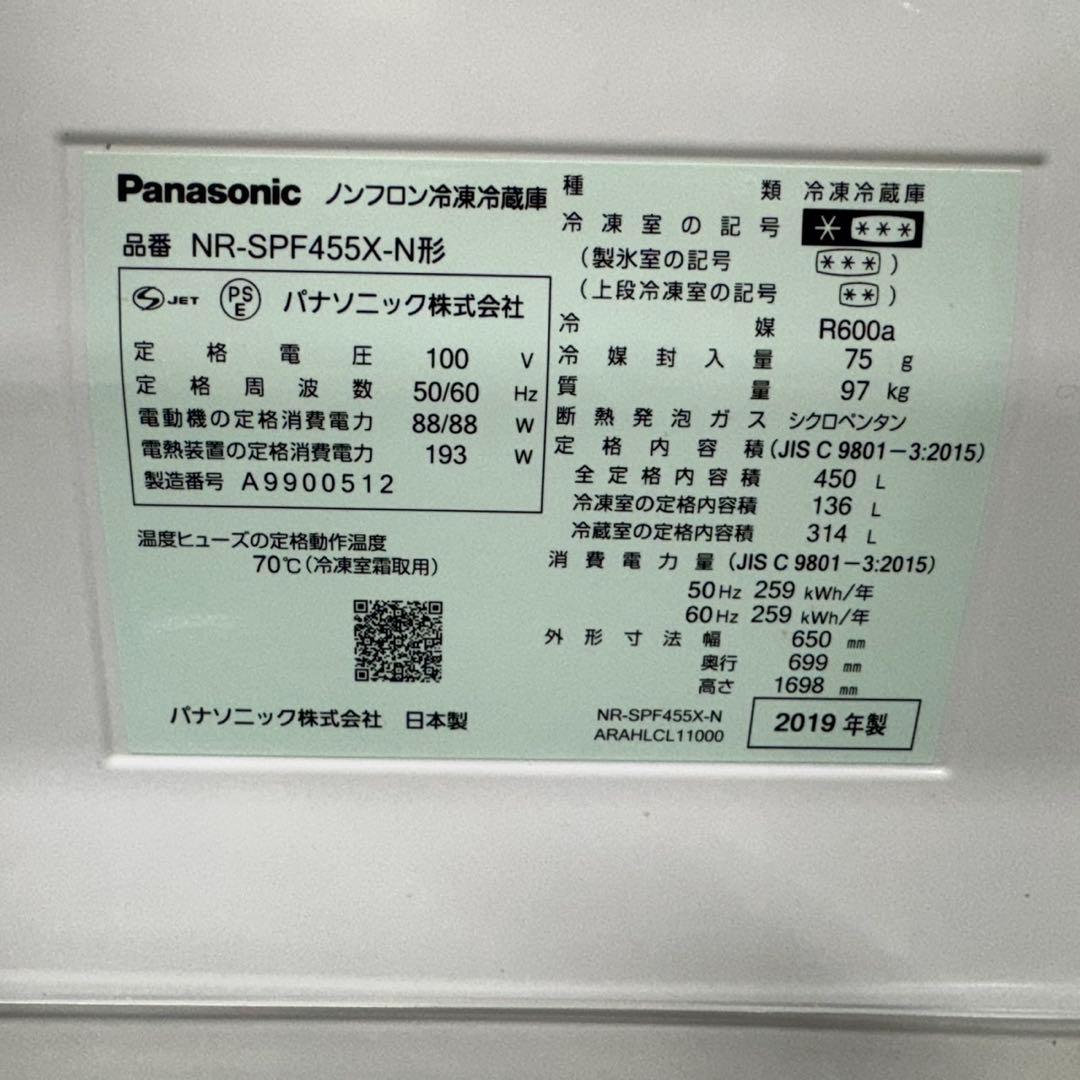 Panasonic ノンフロン冷凍冷蔵庫
品番 NR-SPF455X-N形
S JET PS E パナソニック株式会社
定格電圧 100 V
定格周波数 50/60 Hz
電動機の定格消費電力 88/88 W
電熱装置の定格消費電力 193 W
製造番号 A9900512
温度ヒューズの定格動作温度
70℃(冷凍室霜取用)
パナソニック株式会社 日本製
種類 冷凍冷蔵庫
冷凍室の記号 * ***
(製氷室の記号 ***)
(上段冷凍室の記号 **)
冷媒 R600a
冷媒封入量 75 g
質量 97 kg
断熱発泡ガス シクロペンタン
定格内容積(JIS C 9801-3:2015)
全定格内容積 450 L
冷凍室の定格内容積 136 L
冷蔵室の定格内容積 314 L
消費電力量(JIS C 9801-3:2015)
50Hz 259 kWh/年
60Hz 259 kWh/年
外形寸法幅 650 mm
奥行 699 mm
高さ 1698 mm
NR-SPF455X-N
ARAHLCL11000
2019年製